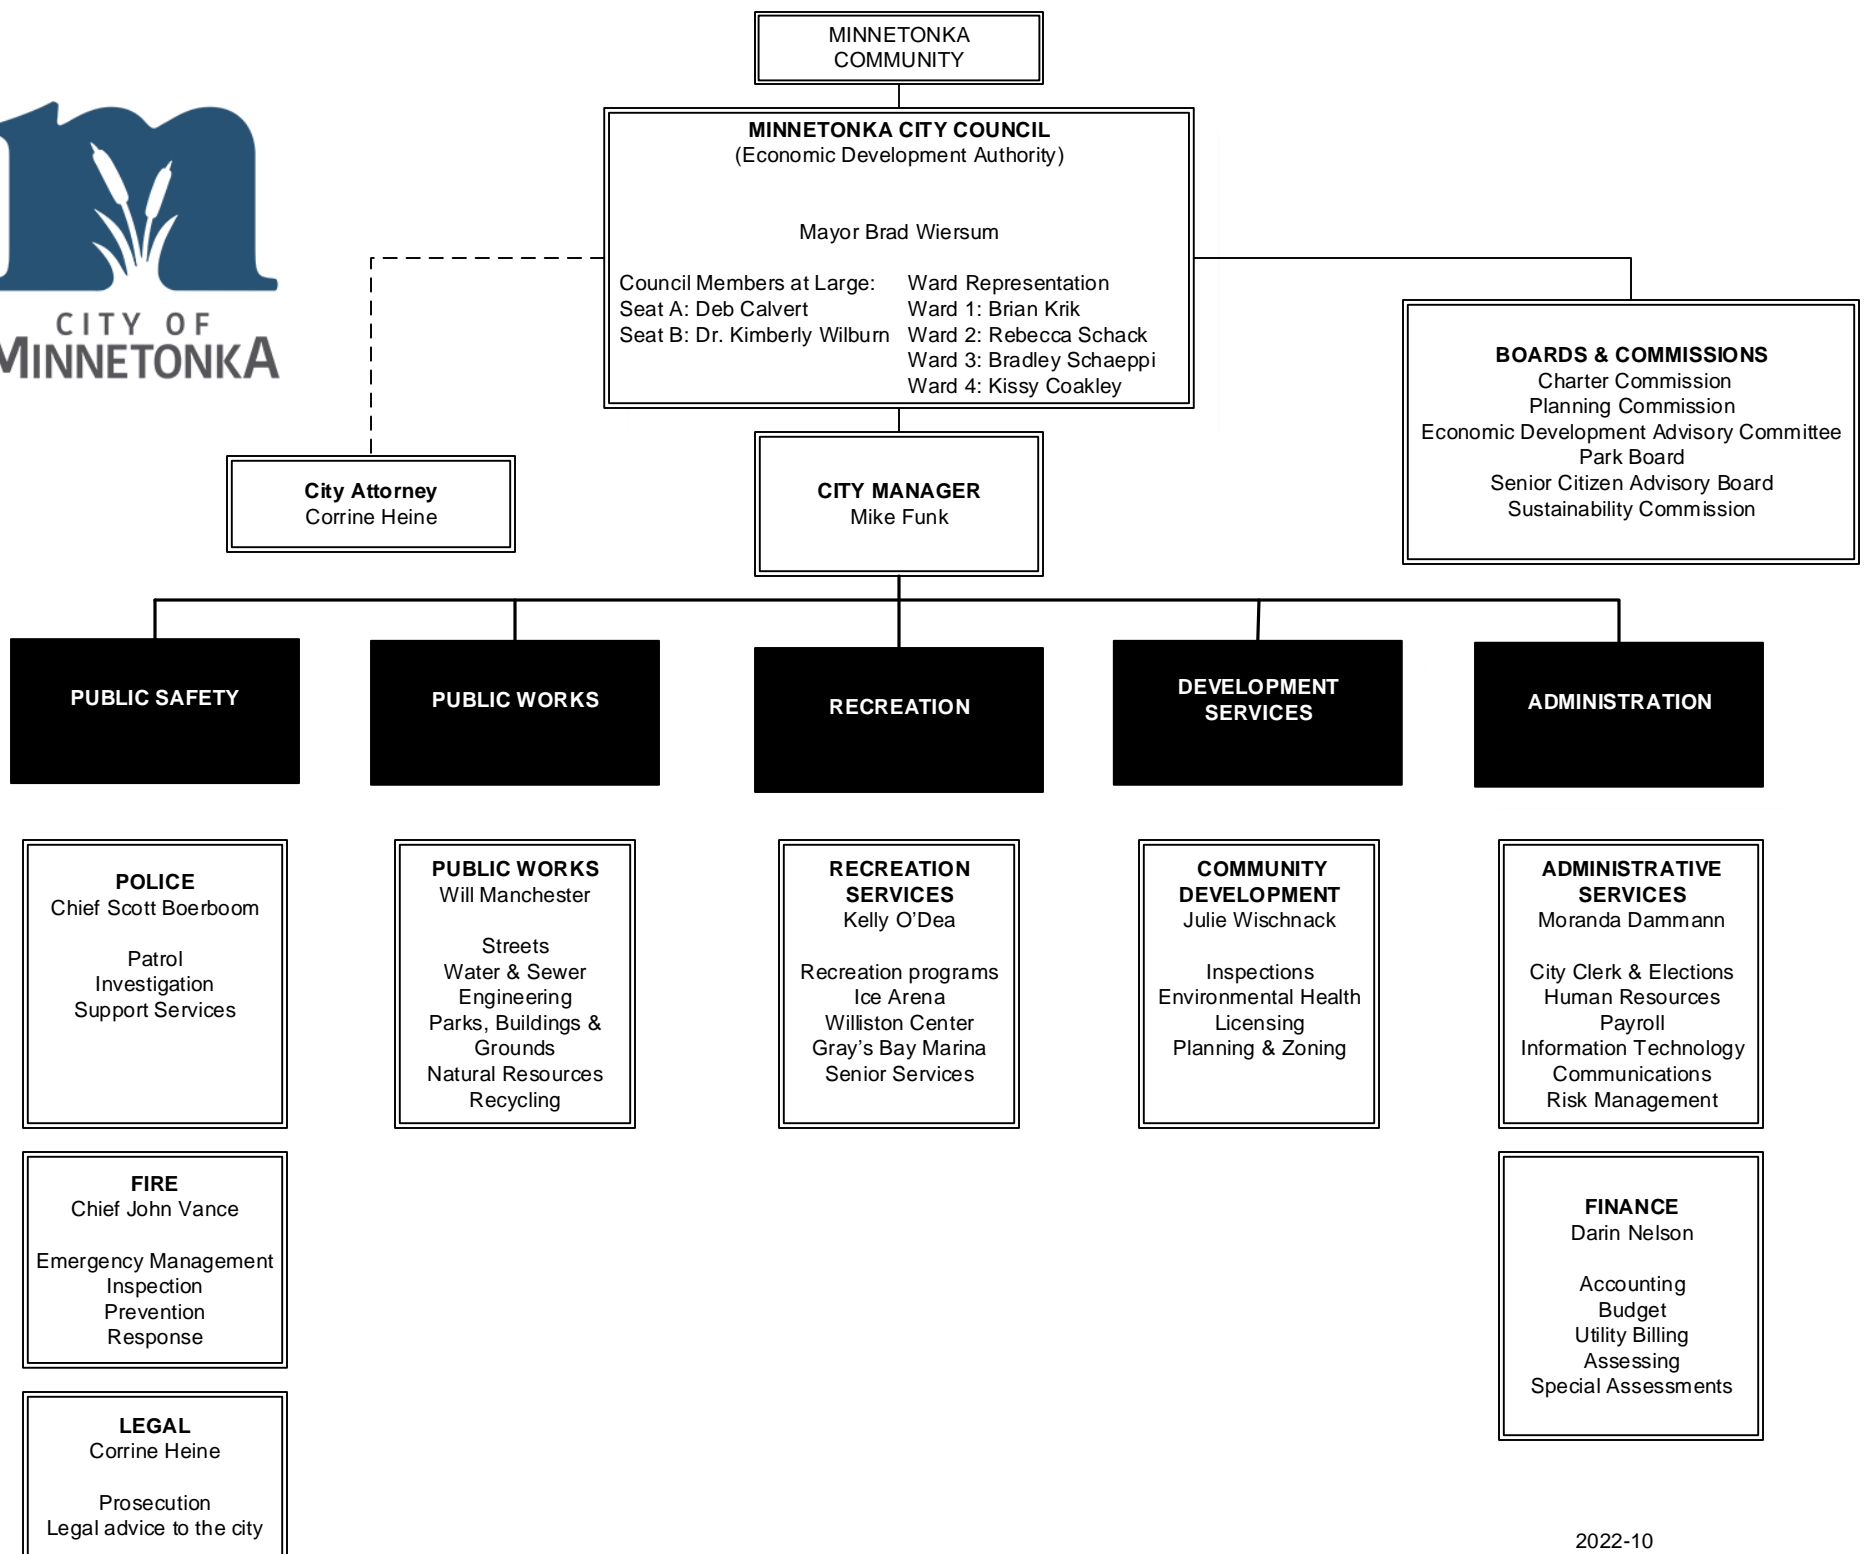 MINNETONKA
COMMUNITY
MINNETONKA CITY COUNCIL
(Economic Development Authority)
Mayor Brad Wiersum
Council Members at Large:
Seat A: Deb Calvert
Seat B: Dr. Kimberly Wilburn
Ward Representation
Ward 1: Brian Krik
Ward 2: Rebecca Schack
Ward 3: Bradley Schaeppi
Ward 4: Kissy Coakley
m
CITY OF
MINNETONKA
BOARDS & COMMISSIONS
Charter Commission
Planning Commission
Economic Development Advisory Committee
Park Board
Senior Citizen Advisory Board
Sustainability Commission
City Attorney
Corrine Heine
CITY MANAGER
Mike Funk
PUBLIC SAFETY
PUBLIC WORKS
RECREATION
DEVELOPMENT
SERVICES
ADMINISTRATION
POLICE
Chief Scott Boerboom
Patrol
Investigation
Support Services
PUBLIC WORKS
Will Manchester
Streets
Water & Sewer
Engineering
Parks, Buildings &
Grounds
Natural Resources
Recycling
RECREATION
SERVICES
Kelly O’Dea
Recreation programs
Ice Arena
Williston Center
Gray’s Bay Marina
Senior Services
COMMUNITY
DEVELOPMENT
Julie Wischnack
Inspections
Environmental Health
Licensing
Planning & Zoning
ADMINISTRATIVE
SERVICES
Moranda Dammann
City Clerk & Elections
Human Resources
Payroll
Information Technology
Communications
Risk Management
FIRE
Chief John Vance
Emergency Management
Inspection
Prevention
Response
FINANCE
Darin Nelson
Accounting
Budget
Utility Billing
Assessing
Special Assessments
LEGAL
Corrine Heine
Prosecution
Legal advice to the city
2022-10